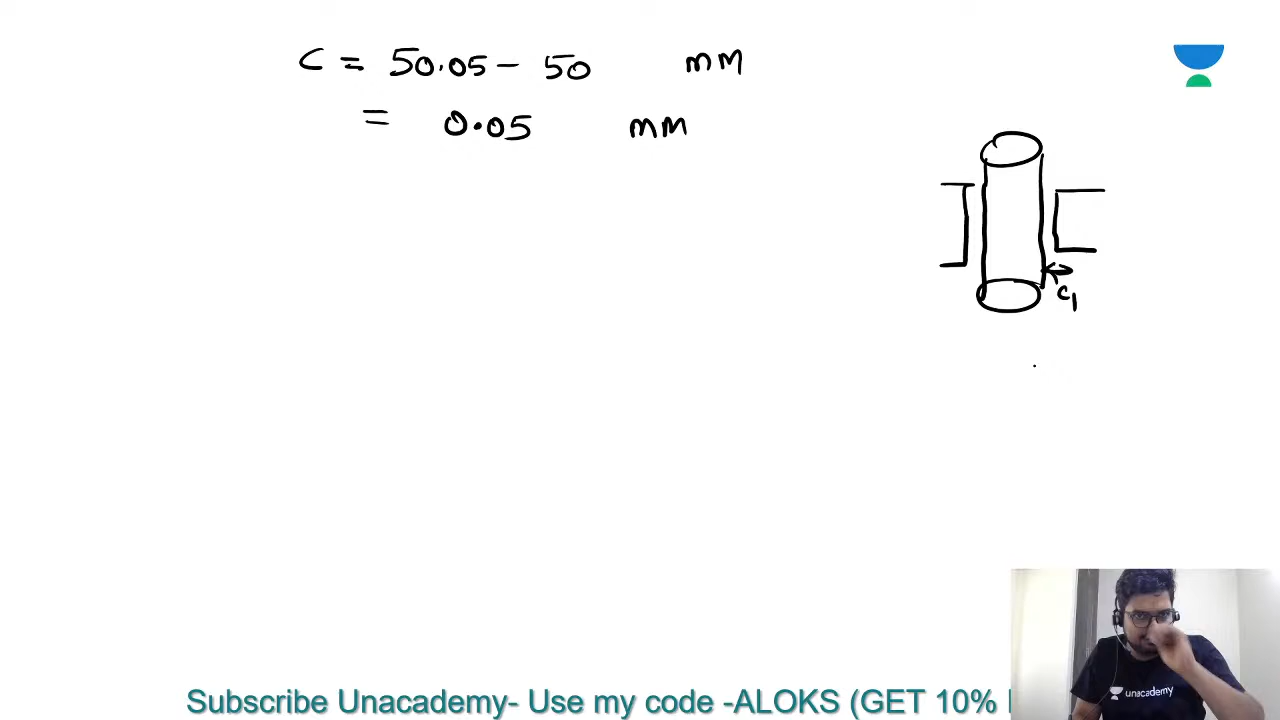 C = 50.05 - 50 mm
= 0.05 mm
C1
unacademy
Subscribe Unacademy- Use my code -ALOKS (GET 10%